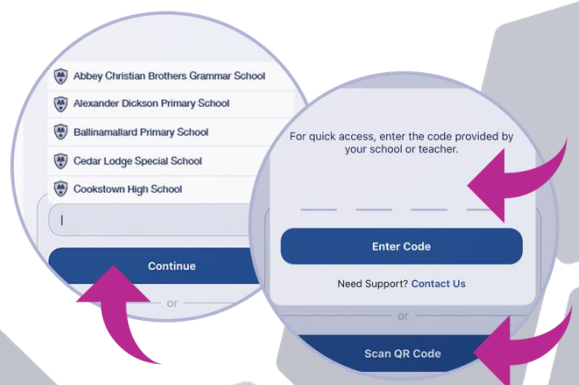 Abbey Christian Brothers Grammar School
Alexander Dickson Primary School
Ballinamallard Primary School
Cedar Lodge Special School
Cookstown High School
Continue
or
For quick access, enter the code provided by
your school or teacher.
Enter Code
Need Support? Contact Us
or
Scan QR Code